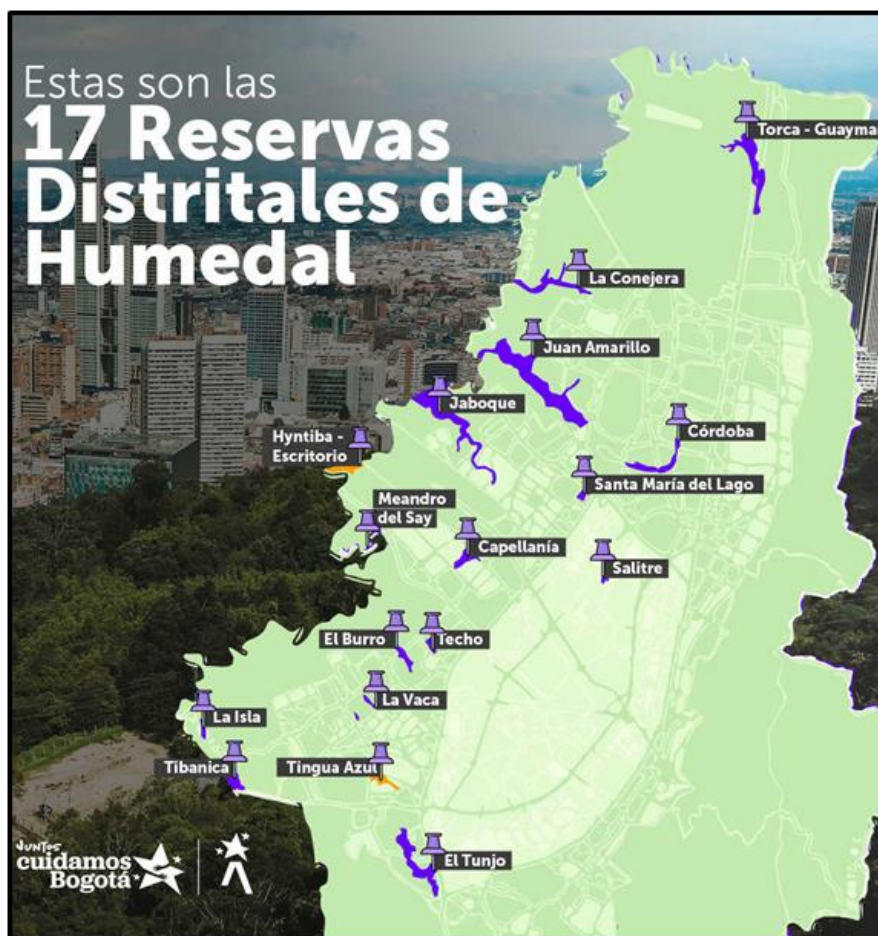 Estas son las
17 Reservas
Distritales de
Humedal
Torca - Guaymar
La Conejera
Juan Amarillo
Jaboque
Córdoba
Hyntiba -
Escritorio
Santa María del Lago
Meandro
del Say
Capellanía
Salitre
El Burro
Techo
La Vaca
La Isla
Tibanica
Tingua Azul
El Tunjo
JUNTOS
cuidamos
Bogotá